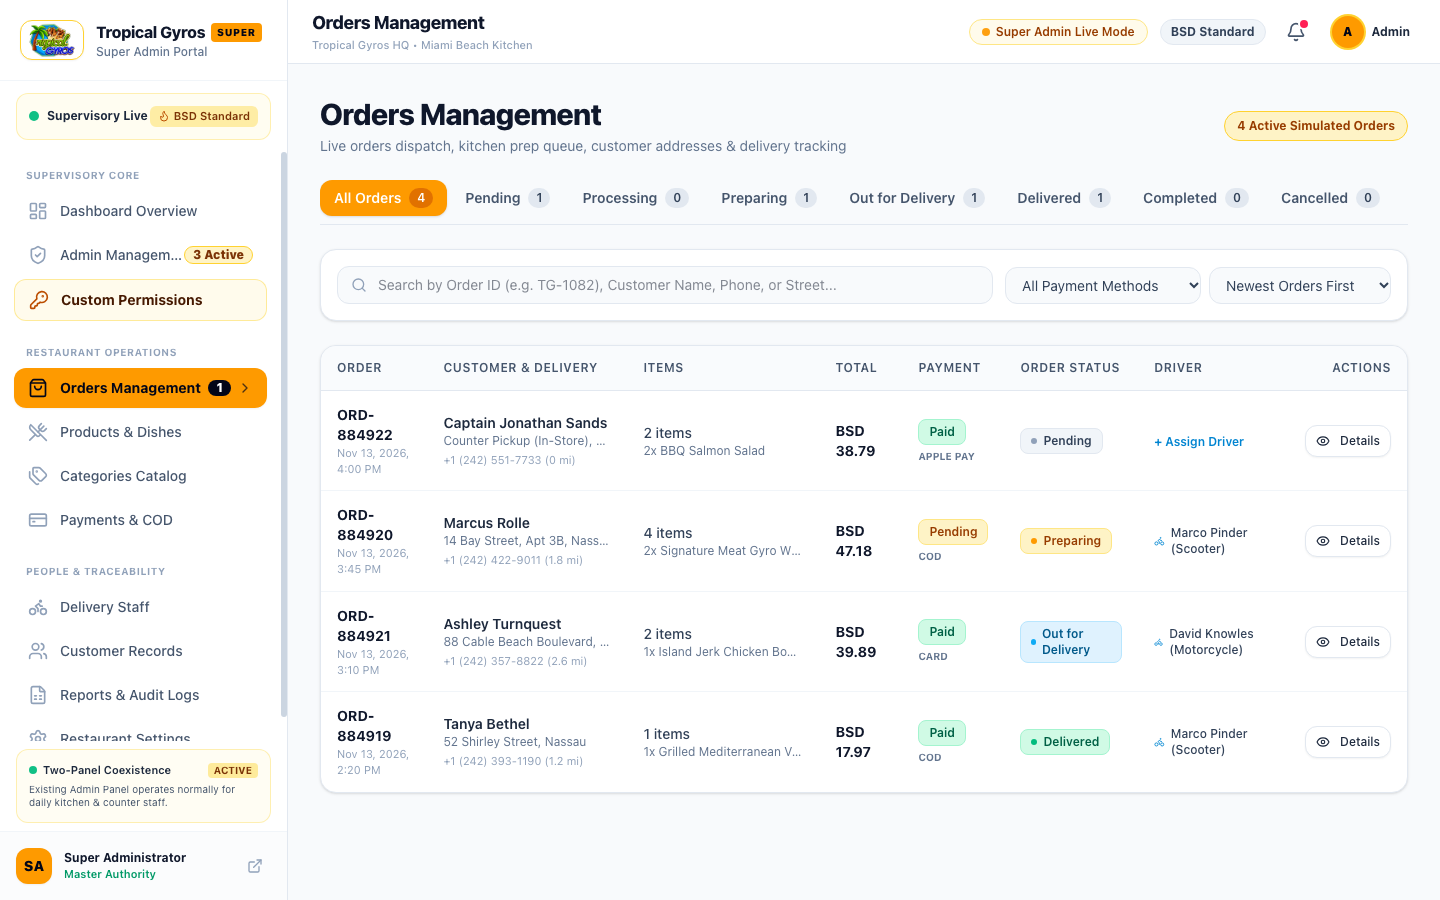 Tropical Gyros SUPER
Super Admin Portal
Supervisory Live BSD Standard
SUPERVISORY CORE
Dashboard Overview
Admin Managem... 3 Active
Custom Permissions
RESTAURANT OPERATIONS
Orders Management 1
Products & Dishes
Categories Catalog
Payments & COD
PEOPLE & TRACEABILITY
Delivery Staff
Customer Records
Reports & Audit Logs
Restaurant Settings
Two-Panel Coexistence ACTIVE
Existing Admin Panel operates normally for
daily kitchen & counter staff.
SA
Super Administrator
Master Authority
Orders Management
Tropical Gyros HQ • Miami Beach Kitchen
Super Admin Live Mode
BSD Standard
A Admin
Orders Management
Live orders dispatch, kitchen prep queue, customer addresses & delivery tracking
4 Active Simulated Orders
All Orders 4 Pending 1 Processing 0 Preparing 1 Out for Delivery 1 Delivered 1 Completed 0 Cancelled 0
Search by Order ID (e.g. TG-1082), Customer Name, Phone, or Street...
All Payment Methods
Newest Orders First
ORDER CUSTOMER & DELIVERY ITEMS TOTAL PAYMENT ORDER STATUS DRIVER ACTIONS
ORD-
884922
Nov 13, 2026,
4:00 PM
Captain Jonathan Sands
Counter Pickup (In-Store), ...
+1 (242) 551-7733 (0 mi)
2 items
2x BBQ Salmon Salad
BSD
38.79
Paid
APPLE PAY
Pending
+ Assign Driver
Details
ORD-
884920
Nov 13, 2026,
3:45 PM
Marcus Rolle
14 Bay Street, Apt 3B, Nass...
+1 (242) 422-9011 (1.8 mi)
4 items
2x Signature Meat Gyro W...
BSD
47.18
Pending
COD
Preparing
Marco Pinder
(Scooter)
Details
ORD-
884921
Nov 13, 2026,
3:10 PM
Ashley Turnquest
88 Cable Beach Boulevard, ...
+1 (242) 357-8822 (2.6 mi)
2 items
1x Island Jerk Chicken Bo...
BSD
39.89
Paid
CARD
Out for
Delivery
David Knowles
(Motorcycle)
Details
ORD-
884919
Nov 13, 2026,
2:20 PM
Tanya Bethel
52 Shirley Street, Nassau
+1 (242) 393-1190 (1.2 mi)
1 items
1x Grilled Mediterranean V...
BSD
17.97
Paid
COD
Delivered
Marco Pinder
(Scooter)
Details